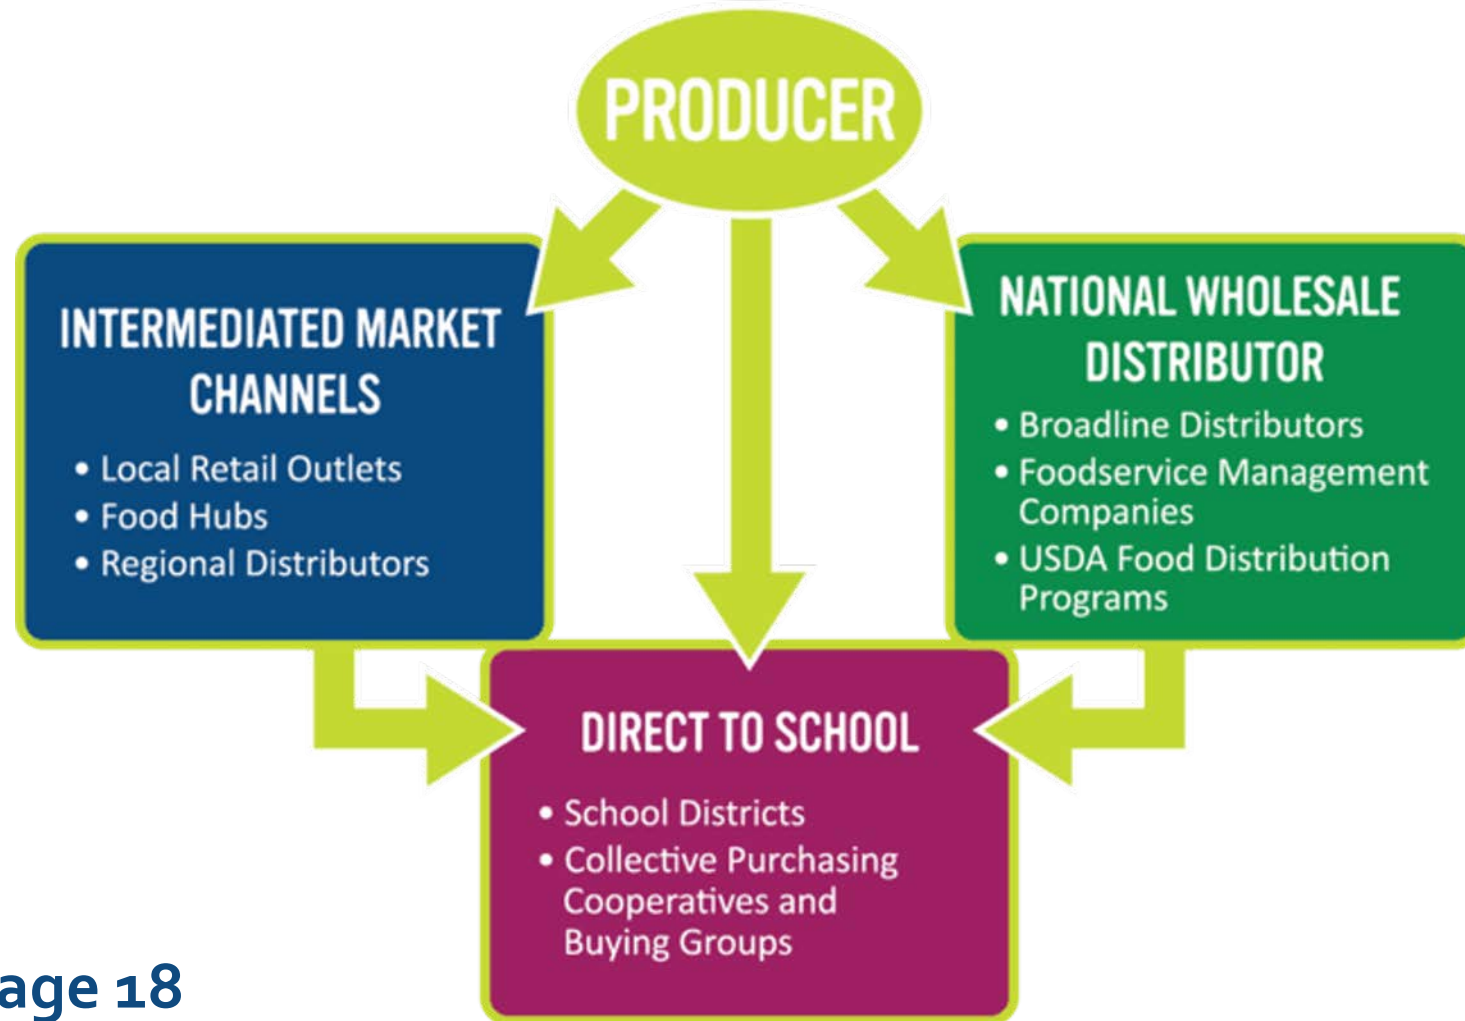 PRODUCER
INTERMEDIATED MARKET
CHANNELS
• Local Retail Outlets
• Food Hubs
• Regional Distributors
NATIONAL WHOLESALE
DISTRIBUTOR
• Broadline Distributors
• Foodservice Management
Companies
• USDA Food Distribution
Programs
DIRECT TO SCHOOL
• School Districts
• Collective Purchasing
Cooperatives and
Buying Groups
age 18